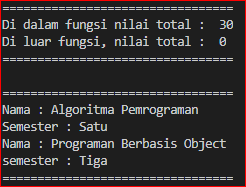 ==================================
Di dalam fungsi nilai total :  30
Di luar fungsi, nilai total :  0
==================================
==================================
Nama : Algoritma Pemrograman
Semester : Satu
Nama : Programan Berbasis Object
semester : Tiga
==================================